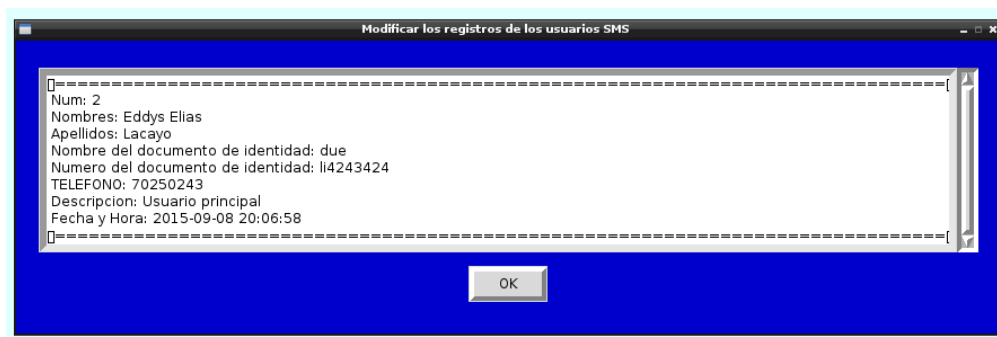 Modificar los registros de los usuarios SMS
▯===============================================================================[
Num: 2
Nombres: Eddys Elias
Apellidos: Lacayo
Nombre del documento de identidad: due
Numero del documento de identidad: li4243424
TELEFONO: 70250243
Descripcion: Usuario principal
Fecha y Hora: 2015-09-08 20:06:58
▯===============================================================================[
OK